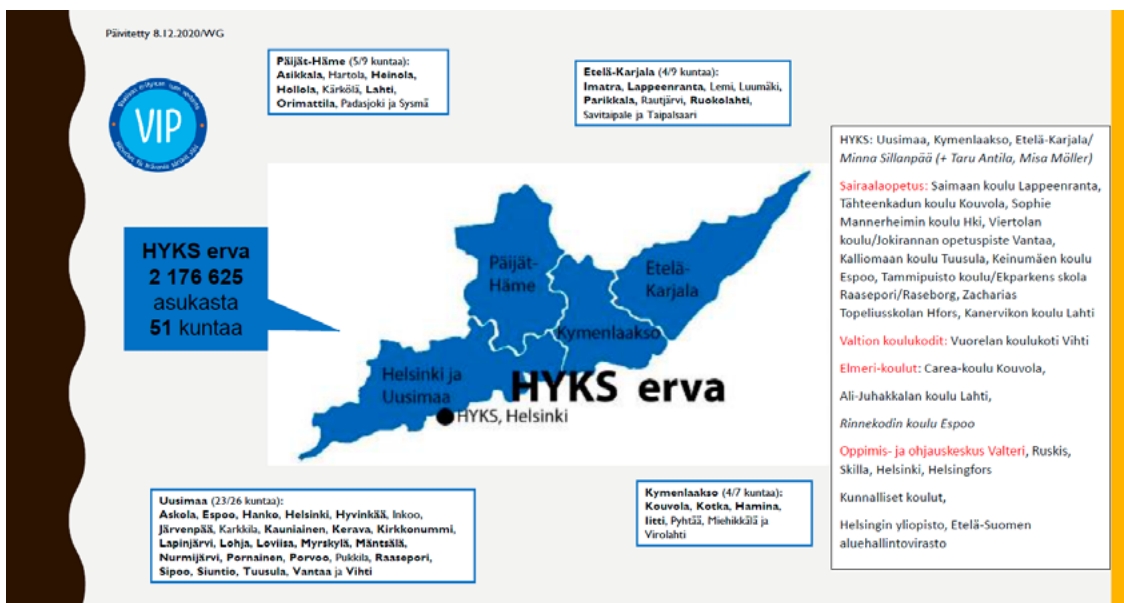 Päivitetty 8.12.2020/WG
Päijät-Häme (5/9 kuntaa):
Asikkala, Hartola, Heinola,
Hollola, Kärkölä, Lahti,
Orimattila, Padasjoki ja Sysmä
Etelä-Karjala (4/9 kuntaa):
Imatra, Lappeenranta, Lemi, Luumäki,
Parikkala, Rautjärvi, Ruokolahti,
Savitaipale ja Taipalsaari
VIP
HYKS erva
2 176 625
asukasta
51 kuntaa
Päijät-
Häme
Etelä-
Karjala
Kymenlaakso
Helsinki ja
Uusimaa
HYKS erva
HYKS, Helsinki
HYKS: Uusimaa, Kymenlaakso, Etelä-Karjala/
Minna Sillanpää (+ Taru Antila, Misa Möller)
Sairaalaopetus: Saimaan koulu Lappeenranta,
Tähteenkadun koulu Kouvola, Sophie
Mannerheimin koulu Hki, Viertolan
koulu/Jokirannan opetuspiste Vantaa,
Kalliomaan koulu Tuusula, Keinumäen koulu
Espoo, Tammipuisto koulu/Ekparkens skola
Raasepori/Raseborg, Zacharias
Topeliusskolan Hfors, Kanervikon koulu Lahti
Valtion koulukodit: Vuorelan koulukoti Vihti
Elmeri-koulut: Carea-koulu Kouvola,
Ali-Juhakkalan koulu Lahti,
Rinnekodin koulu Espoo
Oppimis- ja ohjauskeskus Valteri, Ruskis,
Skilla, Helsinki, Helsingfors
Kunnalliset koulut,
Helsingin yliopisto, Etelä-Suomen
aluehallintovirasto
Uusimaa (23/26 kuntaa):
Askola, Espoo, Hanko, Helsinki, Hyvinkää, Inkoo,
Järvenpää, Karkkila, Kauniainen, Kerava, Kirkkonummi,
Lapinjärvi, Lohja, Loviisa, Myrskylä, Mäntsälä,
Nurmijärvi, Pornainen, Porvoo, Pukkila, Raasepori,
Sipoo, Siuntio, Tuusula, Vantaa ja Vihti
Kymenlaakso (4/7 kuntaa):
Kouvola, Kotka, Hamina,
Iitti, Pyhtää, Miehikkälä ja
Virolahti